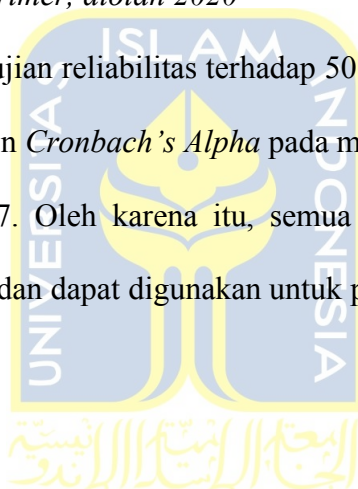 rimer, diolah 2020
ujian reliabilitas terhadap 50
n Cronbach's Alpha pada m
7. Oleh karena itu, semua
dan dapat digunakan untuk p
ISLAM
UNIVERSITAS
INDONESIA